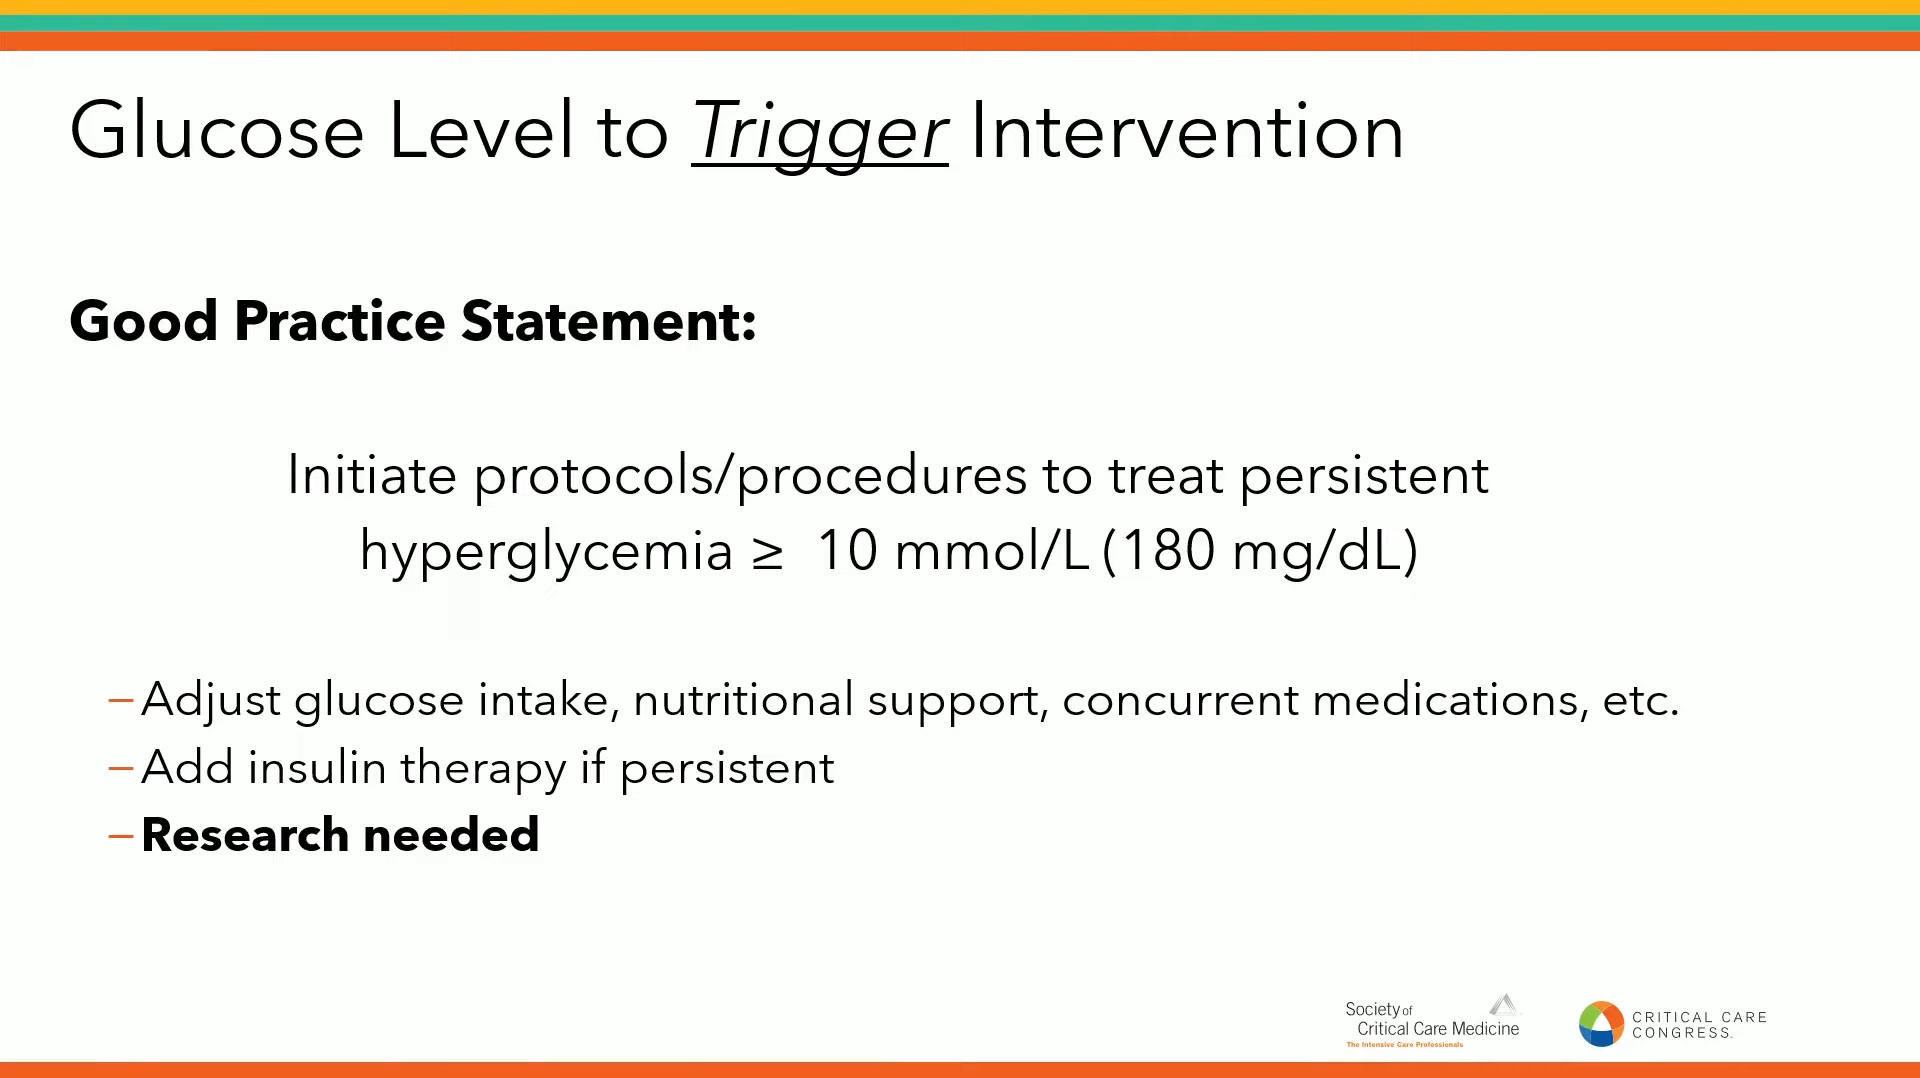 Glucose Level to Trigger Intervention
Good Practice Statement:
Initiate protocols/procedures to treat persistent
hyperglycemia ≥ 10 mmol/L (180 mg/dL)
– Adjust glucose intake, nutritional support, concurrent medications, etc.
– Add insulin therapy if persistent
– Research needed
Society of
Critical Care Medicine
The Intensive Care Professionals
CRITICAL CARE
CONGRESS.